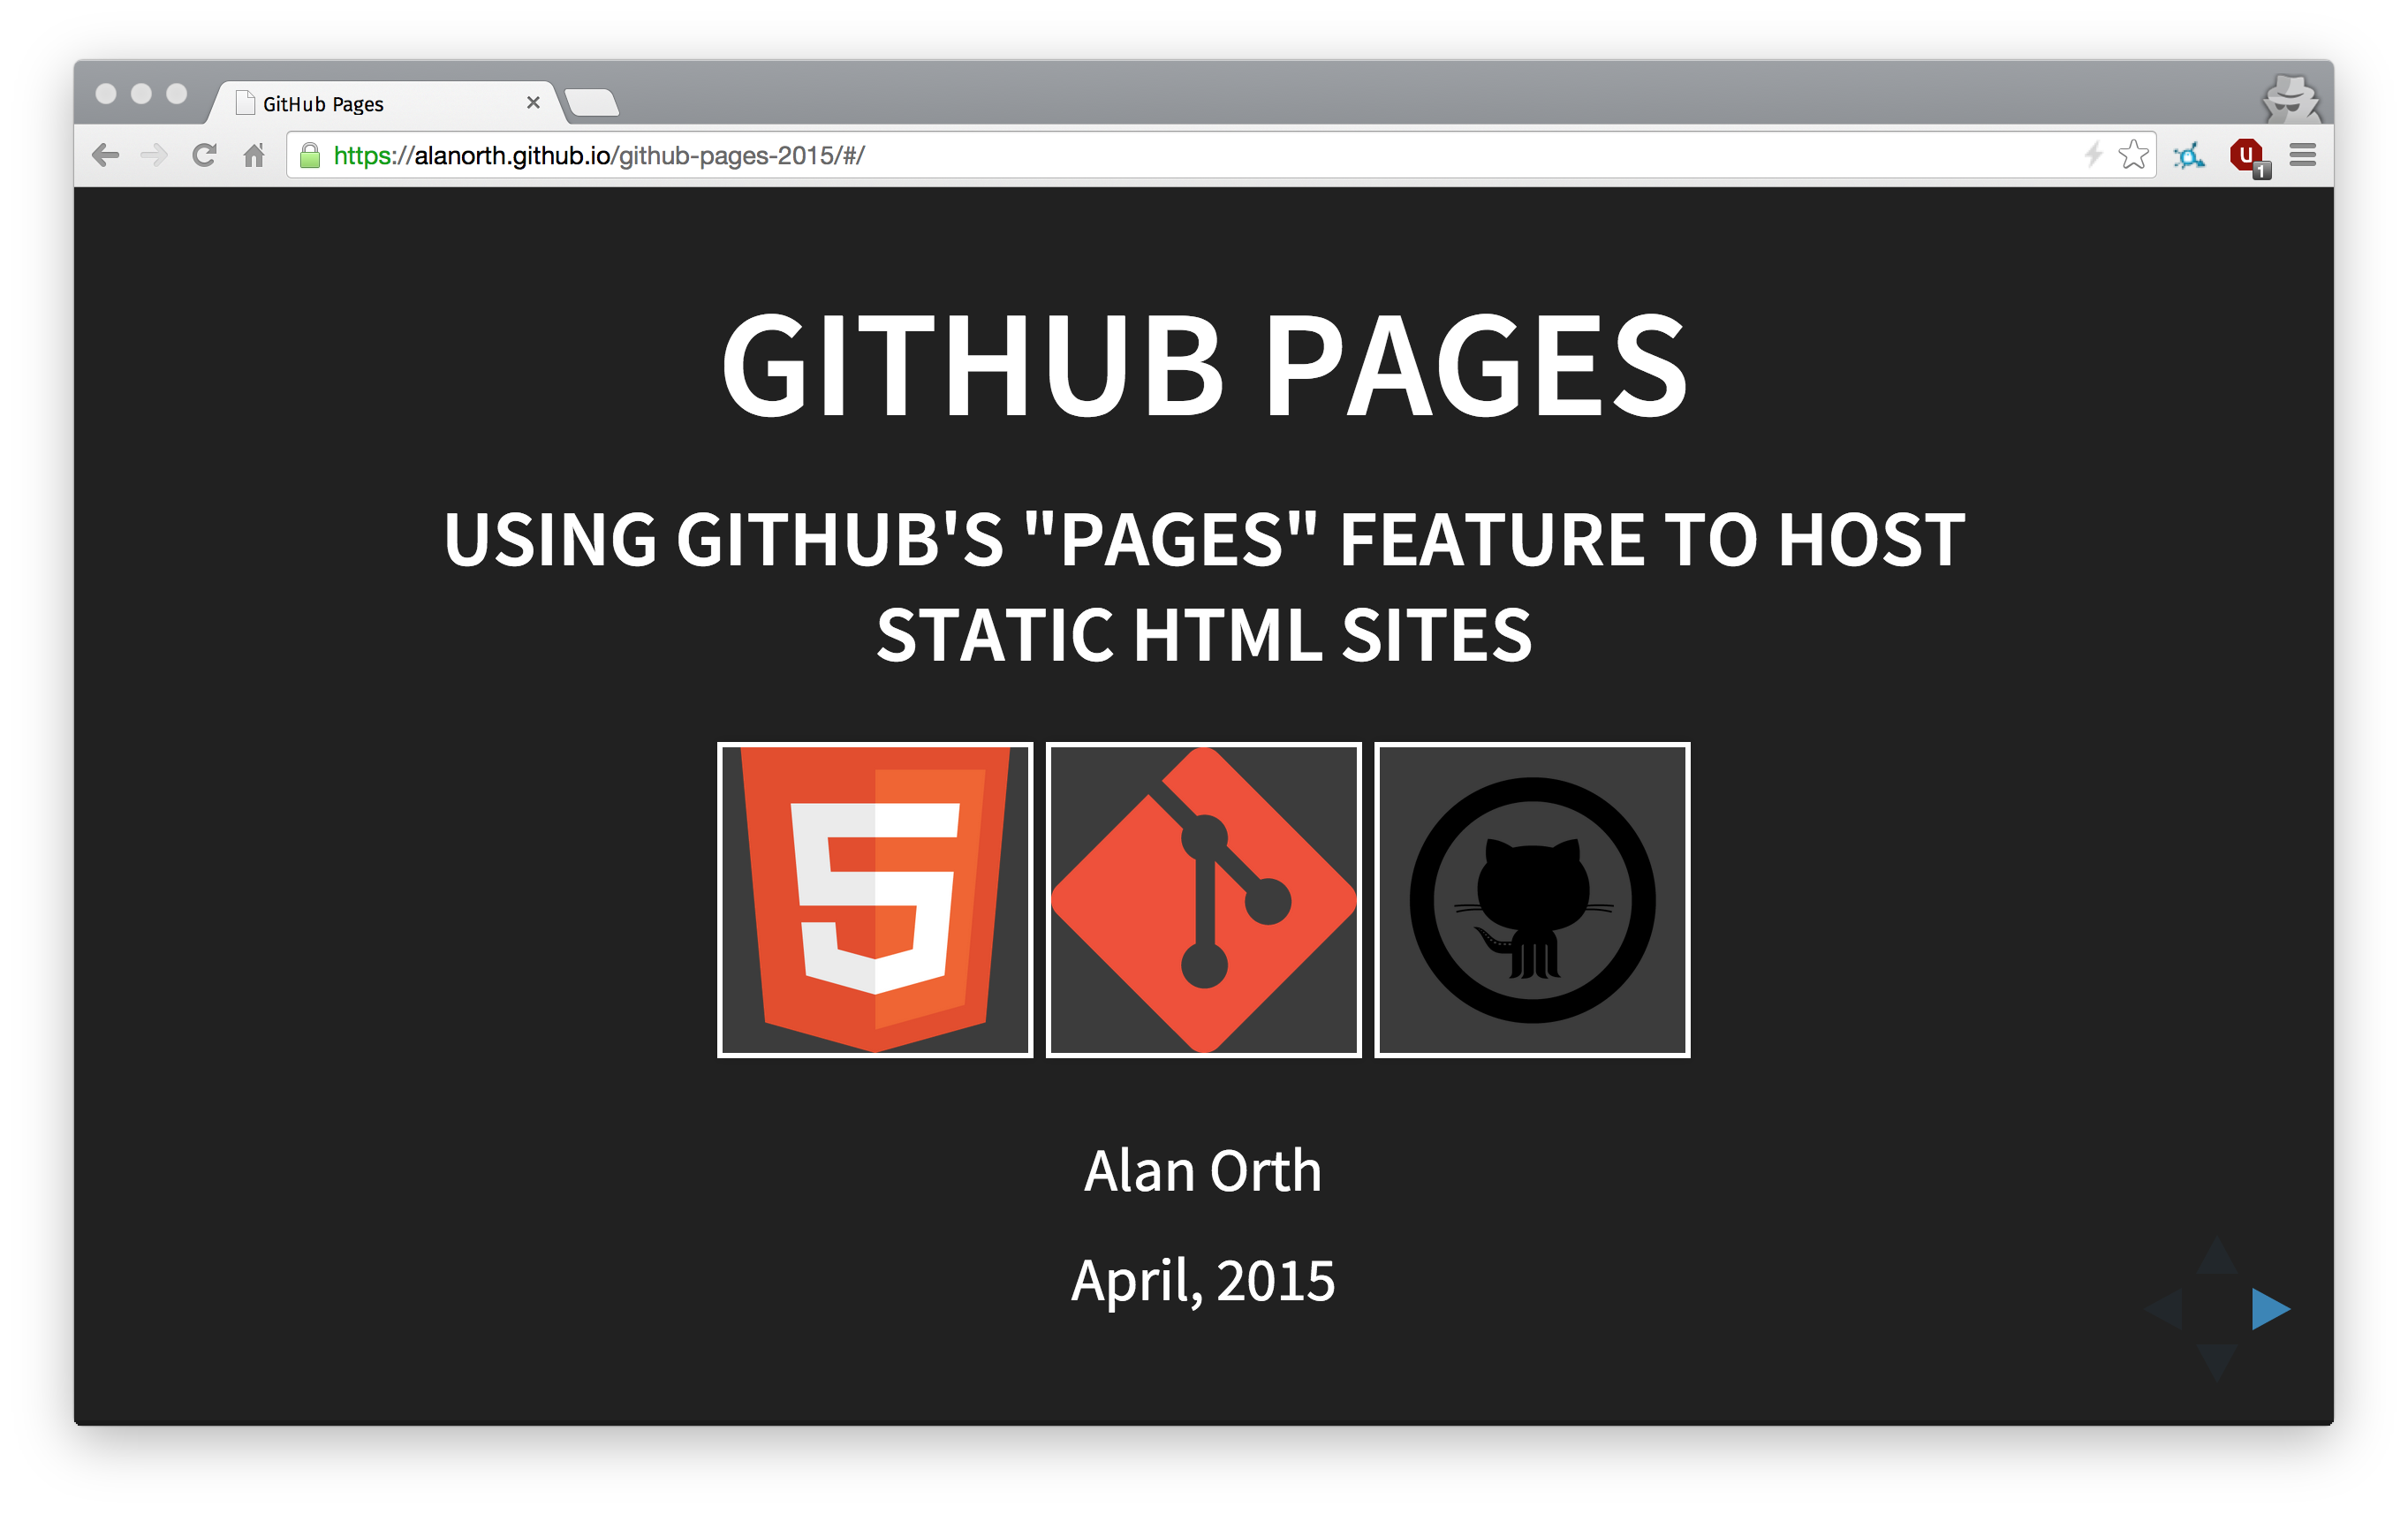 GitHub Pages
https://alanorth.github.io/github-pages-2015/#/
1
GITHUB PAGES
USING GITHUB'S "PAGES" FEATURE TO HOST
STATIC HTML SITES
Alan Orth
April, 2015